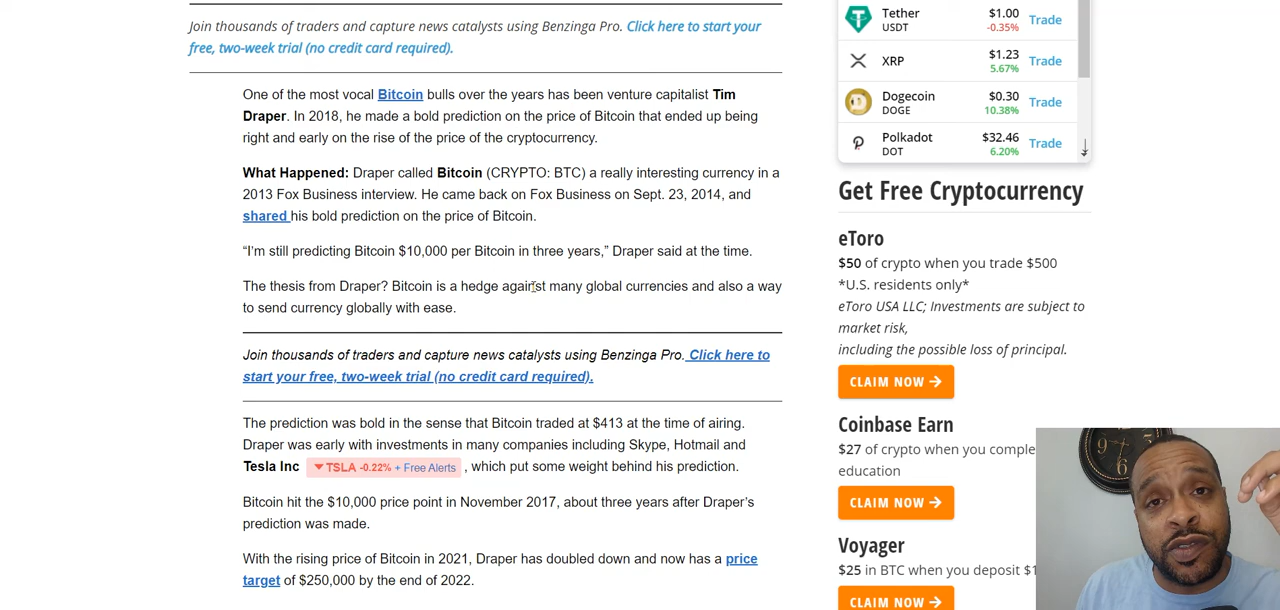 Join thousands of traders and capture news catalysts using Benzinga Pro. Click here to start your
free, two-week trial (no credit card required).
One of the most vocal Bitcoin bulls over the years has been venture capitalist Tim
Draper. In 2018, he made a bold prediction on the price of Bitcoin that ended up being
right and early on the rise of the price of the cryptocurrency.
What Happened: Draper called Bitcoin (CRYPTO: BTC) a really interesting currency in a
2013 Fox Business interview. He came back on Fox Business on Sept. 23, 2014, and
shared his bold prediction on the price of Bitcoin.
“I’m still predicting Bitcoin $10,000 per Bitcoin in three years,” Draper said at the time.
The thesis from Draper? Bitcoin is a hedge against many global currencies and also a way
to send currency globally with ease.
Join thousands of traders and capture news catalysts using Benzinga Pro. Click here to
start your free, two-week trial (no credit card required).
The prediction was bold in the sense that Bitcoin traded at $413 at the time of airing.
Draper was early with investments in many companies including Skype, Hotmail and
Tesla Inc ▼ TSLA -0.22% + Free Alerts , which put some weight behind his prediction.
Bitcoin hit the $10,000 price point in November 2017, about three years after Draper’s
prediction was made.
With the rising price of Bitcoin in 2021, Draper has doubled down and now has a price
target of $250,000 by the end of 2022.
Tether $1.00 Trade
USDT -0.35%
XRP $1.23 Trade
5.67%
Dogecoin $0.30 Trade
DOGE 10.38%
Polkadot $32.46 Trade
DOT 6.20%
Get Free Cryptocurrency
eToro
$50 of crypto when you trade $500
*U.S. residents only*
eToro USA LLC; Investments are subject to
market risk,
including the possible loss of principal.
CLAIM NOW →
Coinbase Earn
$27 of crypto when you comple
education
CLAIM NOW →
Voyager
$25 in BTC when you deposit $1
CLAIM NOW →
9
6